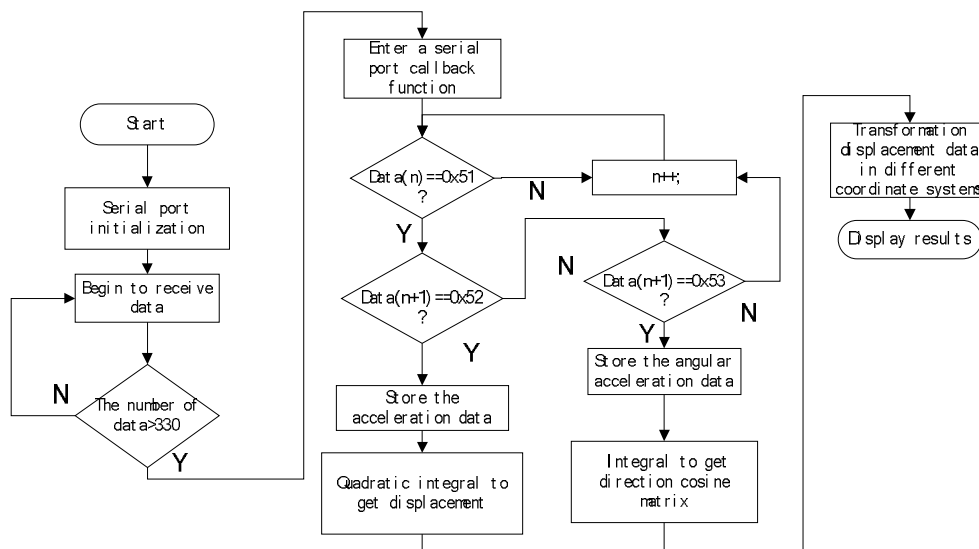 Start
Serial port
initialization
Begin to receive
data
The number of
data>330
N
Y
Enter a serial
port callback
function
Data(n)==0x51
?
N
Y
n++;
Data(n+1)==0x52
?
N
Y
Data(n+1)==0x53
?
N
Y
Store the
acceleration data
Quadratic integral to
get displacement
Store the angular
acceleration data
Integral to get
direction cosine
matrix
Transformation
displacement data
in different
coordinate systems
Display results